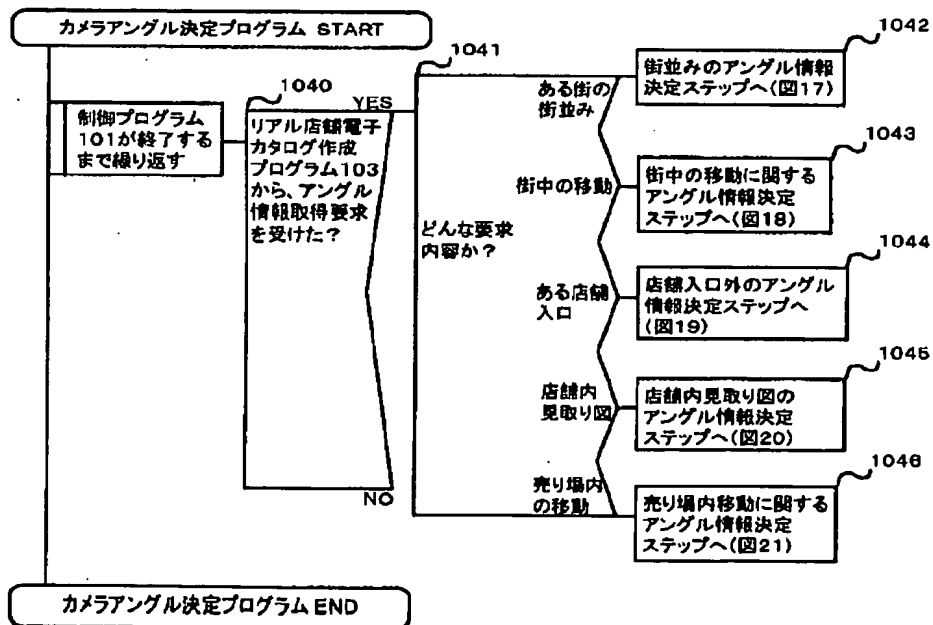 カメラアングル決定プログラム START
制御プログラム
101が終了する
まで繰り返す
1040
YES
リアル店舗電子
カタログ作成
プログラム103
から、アングル
情報取得要求
を受けた?
NO
1041
どんな要求
内容か?
ある街の
街並み
1042
街並みのアングル情報
決定ステップへ(図17)
街中の移動
1043
街中の移動に関する
アングル情報決定
ステップへ(図18)
ある店舗
入口
1044
店舗入口外のアングル
情報決定ステップへ
(図19)
店舗内
見取り図
1045
店舗内見取り図の
アングル情報決定
ステップへ(図20)
売り場内
の移動
1046
売り場内移動に関する
アングル情報決定
ステップへ(図21)
カメラアングル決定プログラム END